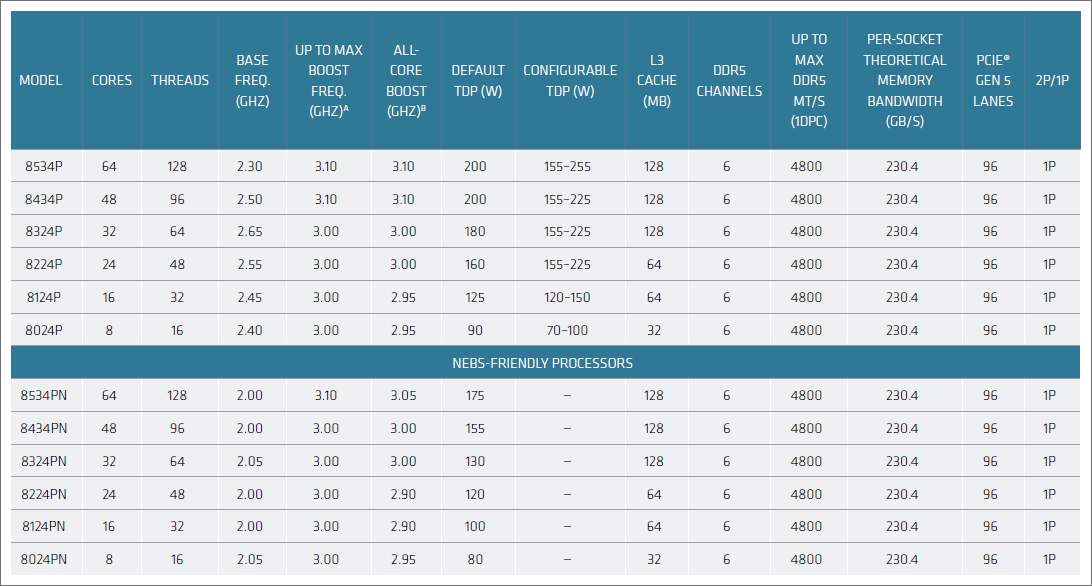 MODEL CORES THREADS BASE FREQ. (GHZ) UP TO MAX BOOST FREQ. (GHZ)ᴬ ALL-CORE BOOST (GHZ)ᴮ DEFAULT TDP (W) CONFIGURABLE TDP (W) L3 CACHE (MB) DDR5 CHANNELS UP TO MAX DDR5 MT/S (1DPC) PER-SOCKET THEORETICAL MEMORY BANDWIDTH (GB/S) PCIE® GEN 5 LANES 2P/1P
8534P 64 128 2.30 3.10 3.10 200 155–255 128 6 4800 230.4 96 1P
8434P 48 96 2.50 3.10 3.10 200 155–225 128 6 4800 230.4 96 1P
8324P 32 64 2.65 3.00 3.00 180 155–225 128 6 4800 230.4 96 1P
8224P 24 48 2.55 3.00 3.00 160 155–225 64 6 4800 230.4 96 1P
8124P 16 32 2.45 3.00 2.95 125 120–150 64 6 4800 230.4 96 1P
8024P 8 16 2.40 3.00 2.95 90 70–100 32 6 4800 230.4 96 1P
NEBS-FRIENDLY PROCESSORS
8534PN 64 128 2.00 3.10 3.05 175 – 128 6 4800 230.4 96 1P
8434PN 48 96 2.00 3.00 3.00 155 – 128 6 4800 230.4 96 1P
8324PN 32 64 2.05 3.00 3.00 130 – 128 6 4800 230.4 96 1P
8224PN 24 48 2.00 3.00 2.90 120 – 64 6 4800 230.4 96 1P
8124PN 16 32 2.00 3.00 2.90 100 – 64 6 4800 230.4 96 1P
8024PN 8 16 2.05 3.00 2.95 80 – 32 6 4800 230.4 96 1P